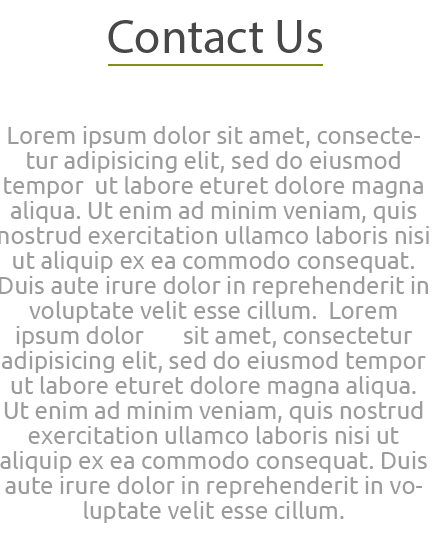 Contact Us
Lorem ipsum dolor sit amet, consecte-
tur adipisicing elit, sed do eiusmod
tempor  ut labore eturet dolore magna
aliqua. Ut enim ad minim veniam, quis
nostrud exercitation ullamco laboris nisi
ut aliquip ex ea commodo consequat.
Duis aute irure dolor in reprehenderit in
voluptate velit esse cillum.  Lorem
ipsum dolor      sit amet, consectetur
adipisicing elit, sed do eiusmod tempor
ut labore eturet dolore magna aliqua.
Ut enim ad minim veniam, quis nostrud
exercitation ullamco laboris nisi ut
aliquip ex ea commodo consequat. Duis
aute irure dolor in reprehenderit in vo-
luptate velit esse cillum.